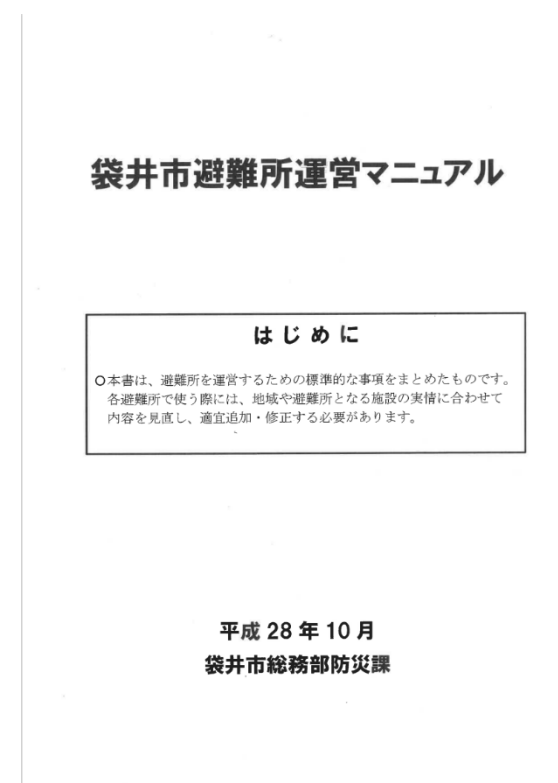 袋井市避難所運営マニュアル
はじめに
○本書は、避難所を運営するための標準的な事項をまとめたものです。
各避難所で使う際には、地域や避難所となる施設の実情に合わせて
内容を見直し、適宜追加・修正する必要があります。
平成 28 年 10 月
袋井市総務部防災課